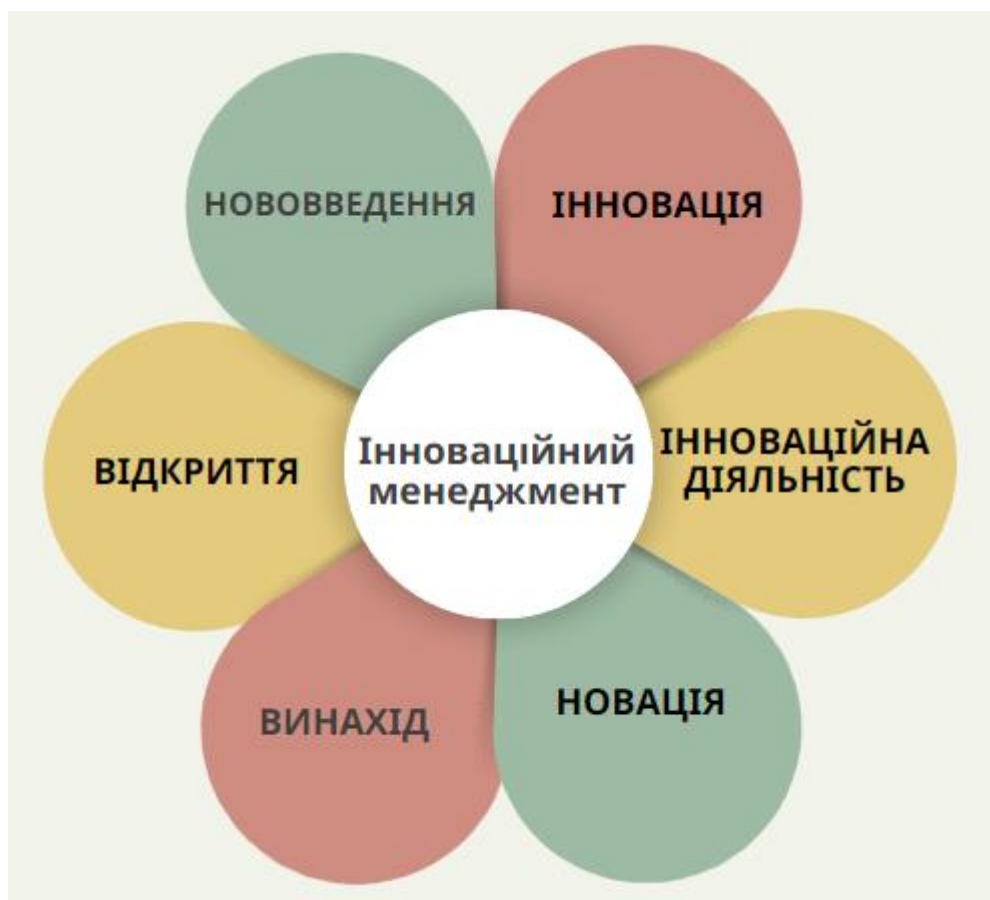 НОВОВВЕДЕННЯ
ІННОВАЦІЯ
ВІДКРИТТЯ
Інноваційний
менеджмент
ІННОВАЦІЙНА
ДІЯЛЬНІСТЬ
ВИНАХІД
НОВАЦІЯ